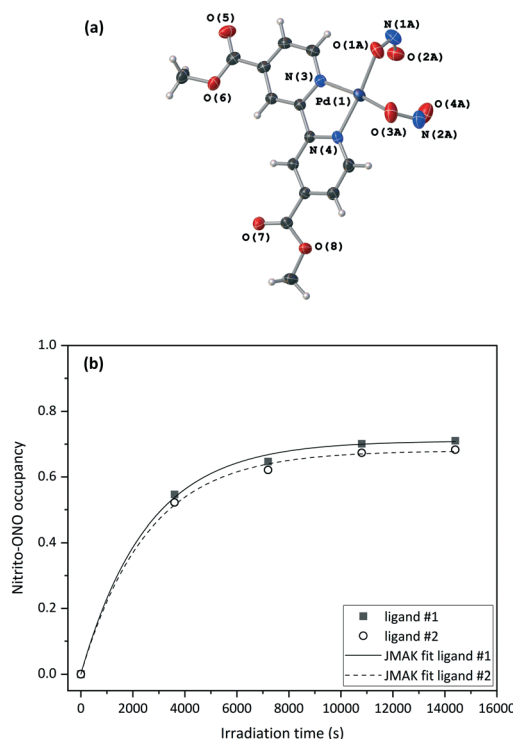 (a)
O(5)
N(1A)
O(1A)
O(2A)
N(3)
O(6)
Pd(1)
O(4A)
O(3A)
N(2A)
N(4)
O(7)
O(8)
(b)
1.0
0.8
0.6
0.4
0.2
0.0
Nitrito-ONO occupancy
ligand #1
ligand #2
JMAK fit ligand #1
JMAK fit ligand #2
0 2000 4000 6000 8000 10000 12000 14000 16000
Irradiation time (s)